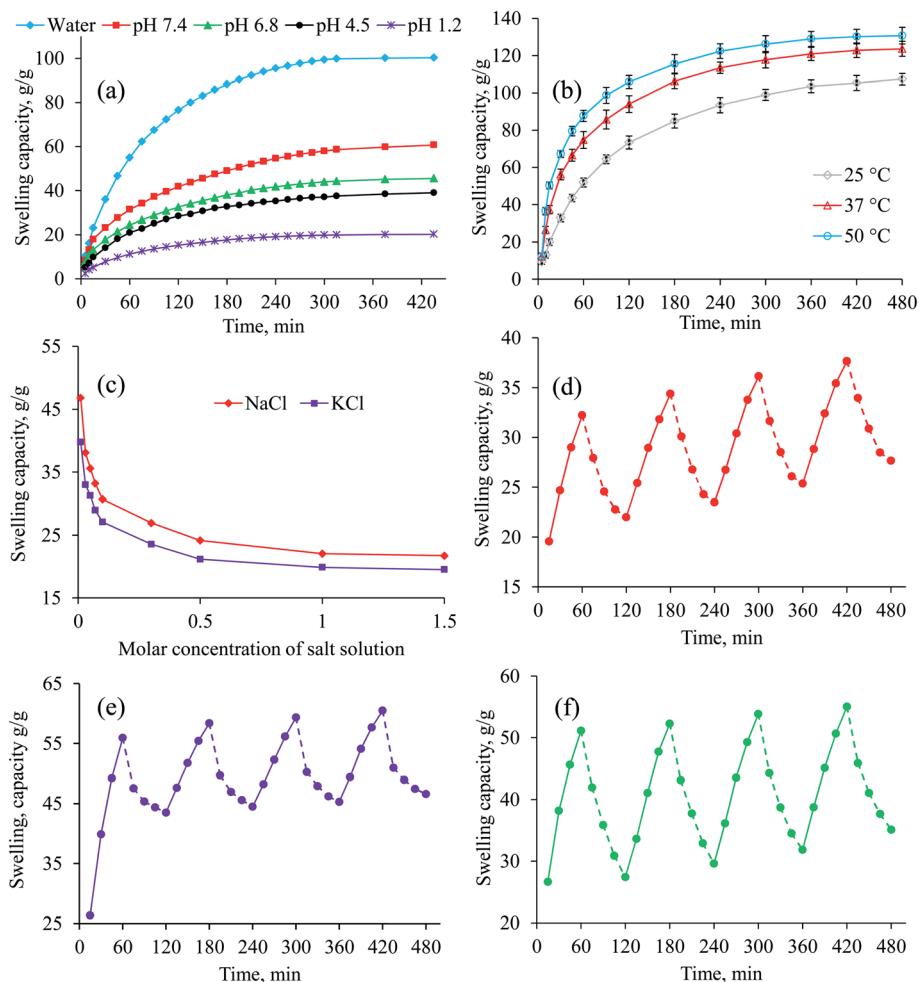 Water pH 7.4 pH 6.8 pH 4.5 pH 1.2
(a)
Swelling capacity, g/g
100
80
60
40
20
0
0 60 120 180 240 300 360 420
Time, min
(b)
Swelling capacity, g/g
140
120
100
80
60
40
20
0
25 °C
37 °C
50 °C
0 60 120 180 240 300 360 420 480
Time, min
(c)
Swelling capacity, g/g
55
45
35
25
15
NaCl KCl
0 0.5 1 1.5
Molar concentration of salt solution
(d)
Swelling capacity, g/g
40
35
30
25
20
15
0 60 120 180 240 300 360 420 480
Time, min
(e)
Swelling, capacity g/g
65
55
45
35
25
0 60 120 180 240 300 360 420 480
Time, min
(f)
Swelling, capacity g/g
60
50
40
30
20
0 60 120 180 240 300 360 420 480
Time, min